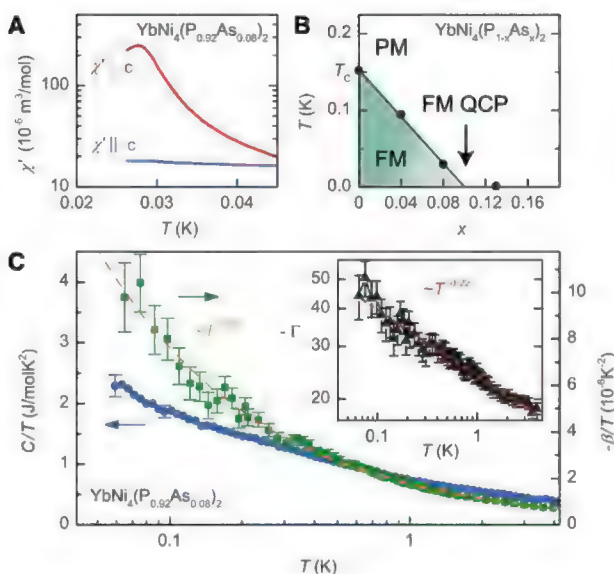 A
YbNi₄(P₀.₉₂As₀.₀₈)₂
χ′ ⊥ c
χ′ || c
100
10
χ′ (10⁻⁶ m³/mol)
0.03
0.04
T (K)
B
YbNi₄(P₁₋ₓAsₓ)₂
0.2
T_C
0.1
0.0
T (K)
PM
FM QCP
FM
0
0.04
0.08
0.12
0.16
x
C
4
3
2
1
0
C/T (J/molK²)
YbNi₄(P₀.₉₂As₀.₀₈)₂
0.1
1
T (K)
10
8
6
4
2
0
-β/T (10⁻⁶K⁻²)
50
40
30
20
-Γ
~T⁻⁰·²²
0.1
1
T (K)